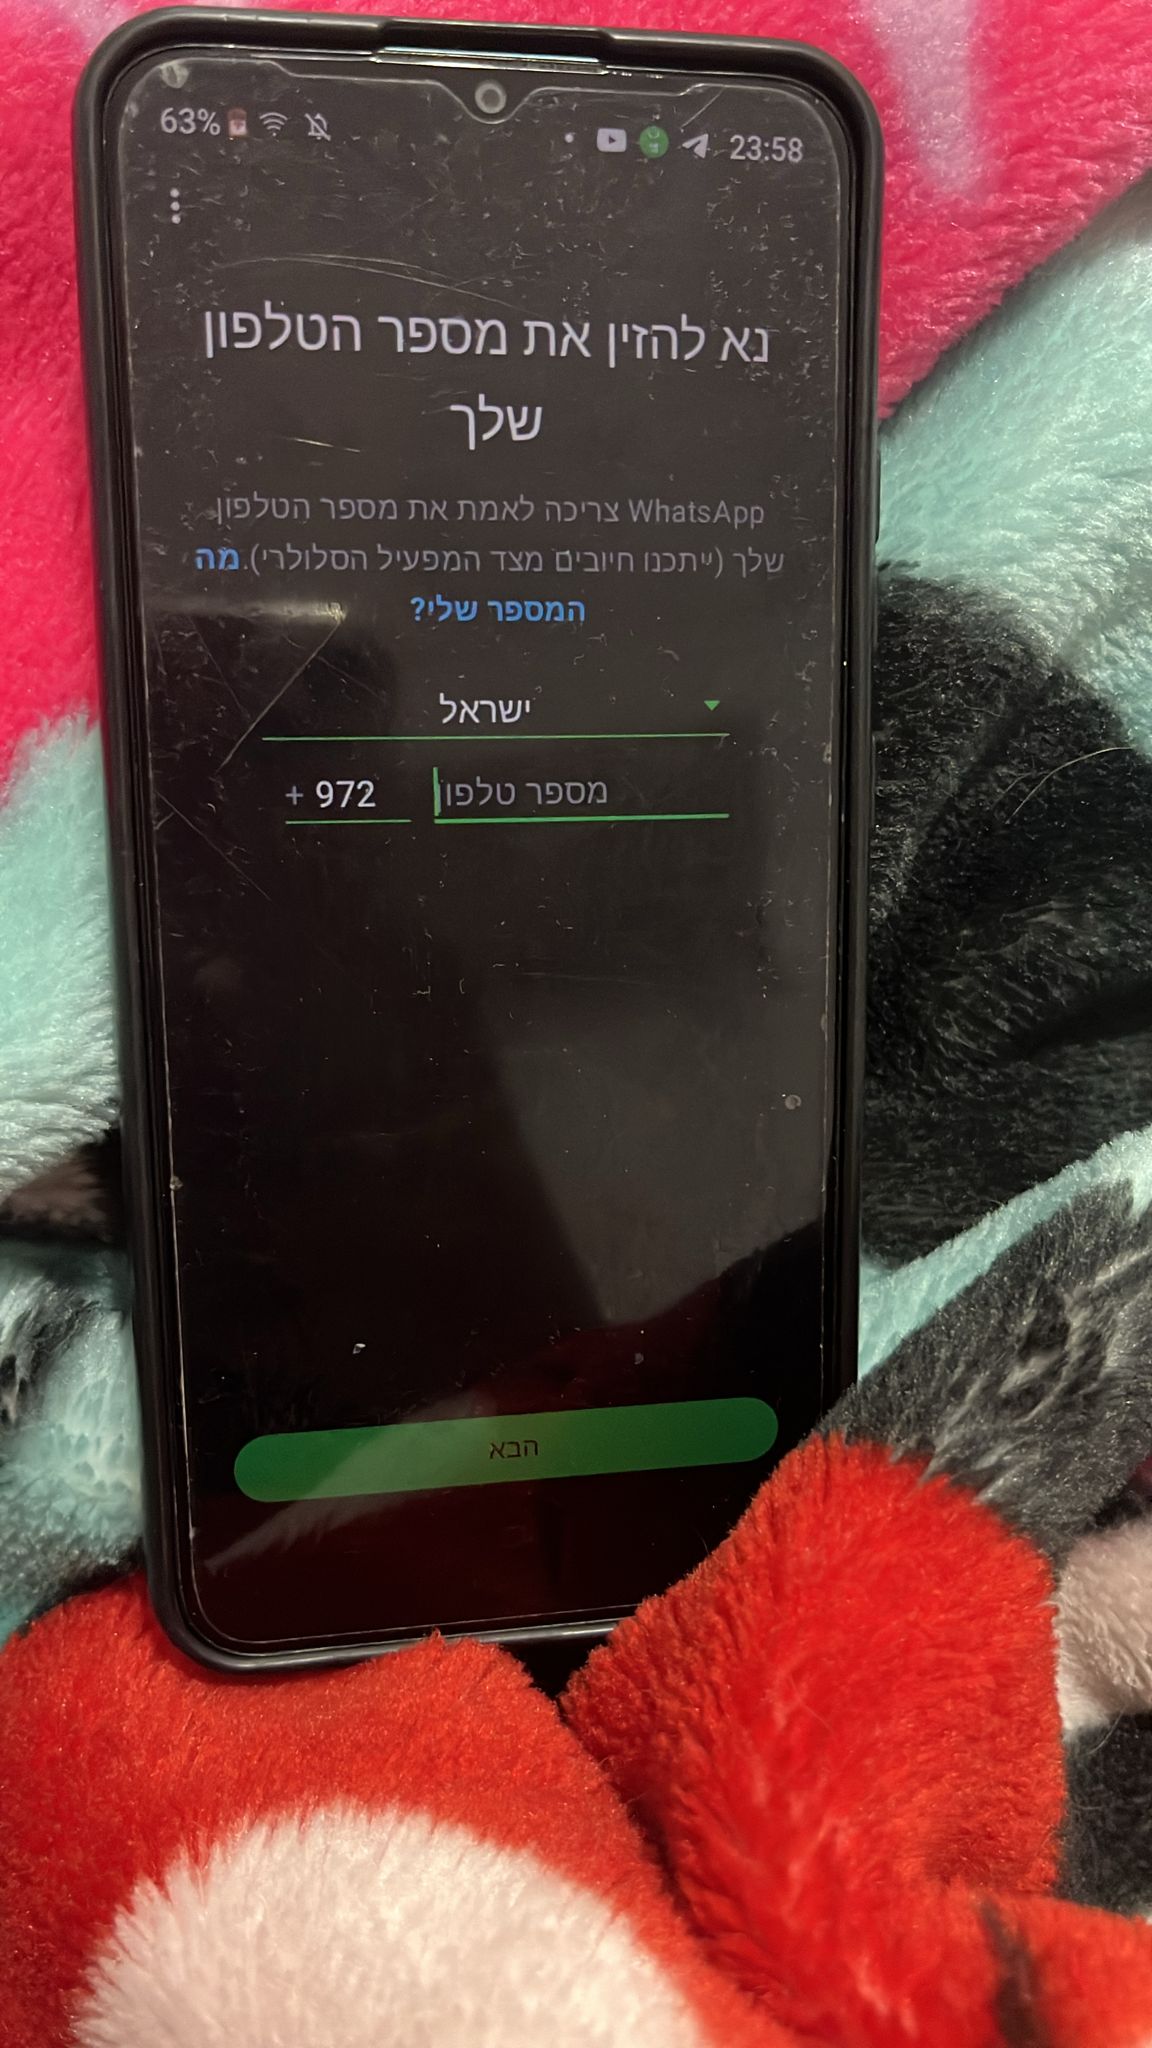 63%
23:58
נא להזין את מספר הטלפון
שלך
WhatsApp צריכה לאמת את מספר הטלפון
שלך (ייתכנו חיובים מצד המפעיל הסלולרי). מה
המספר שלי?
ישראל
+ 972
מספר טלפון
הבא